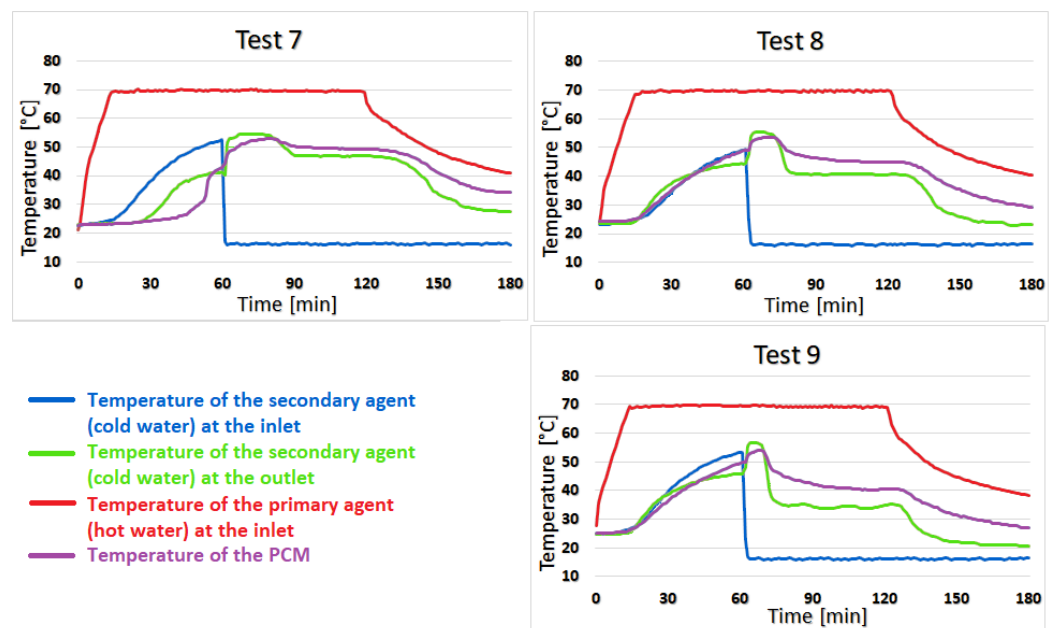 Test 7
Temperature [°C]
80
70
60
50
40
30
20
10
0 30 60 90 120 150 180
Time [min]
Test 8
Temperature [°C]
80
70
60
50
40
30
20
10
0 30 60 90 120 150 180
Time [min]
Temperature of the secondary agent
(cold water) at the inlet
Temperature of the secondary agent
(cold water) at the outlet
Temperature of the primary agent
(hot water) at the inlet
Temperature of the PCM
Test 9
Temperature [°C]
80
70
60
50
40
30
20
10
0 30 60 90 120 150 180
Time [min]